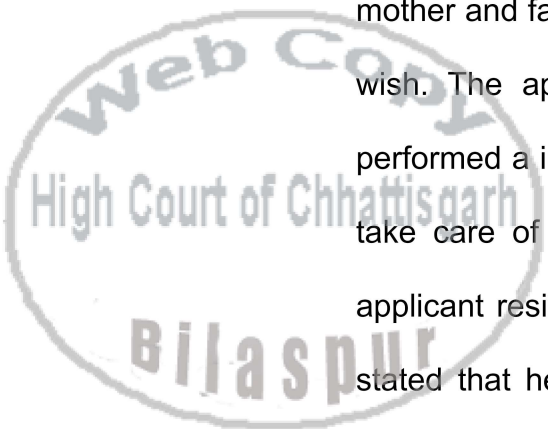 mother and fa
Web Copy
wish. The ap
performed a i
High Court of Chhattisgarh
take care of
applicant resi
Bilaspur
stated that he